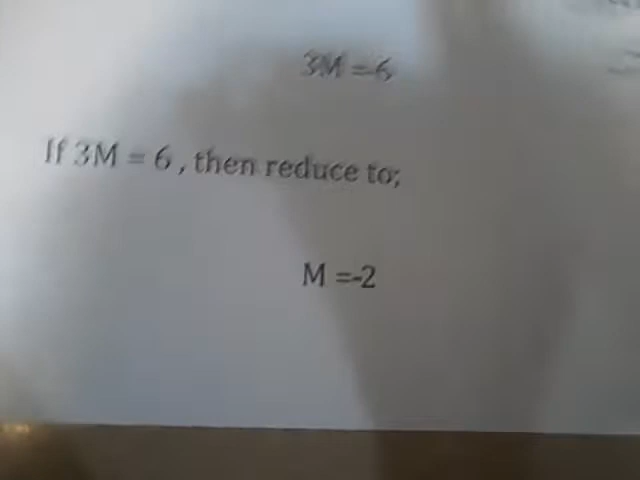 3M =-6
If 3M = 6 , then reduce to;
M =-2